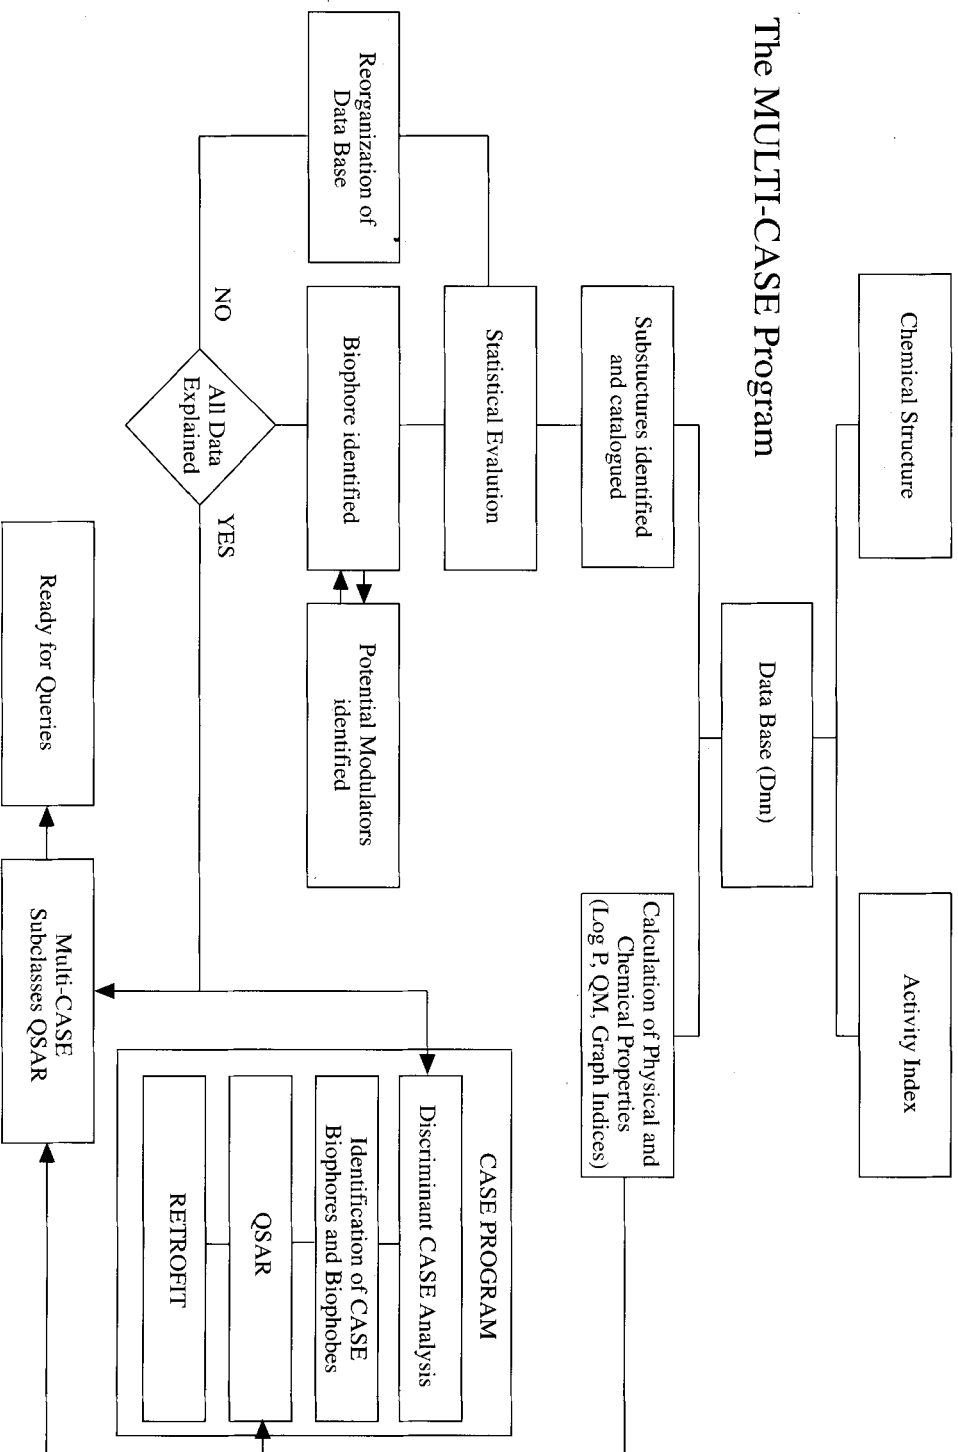 The MULTI-CASE Program
Chemical Structure
Activity Index
Data Base (Dnn)
Substuctures identified
and catalogued
Calculation of Physical and
Chemical Properties
(Log P, QM, Graph Indices)
Statistical Evalution
Reorganization of
Data Base
Biophore identified
Potential Modulators
identified
NO
All Data
Explained
YES
CASE PROGRAM
Discriminant CASE Analysis
Identification of CASE
Biophores and Biophobes
QSAR
RETROFIT
Ready for Queries
Multi-CASE
Subclasses QSAR